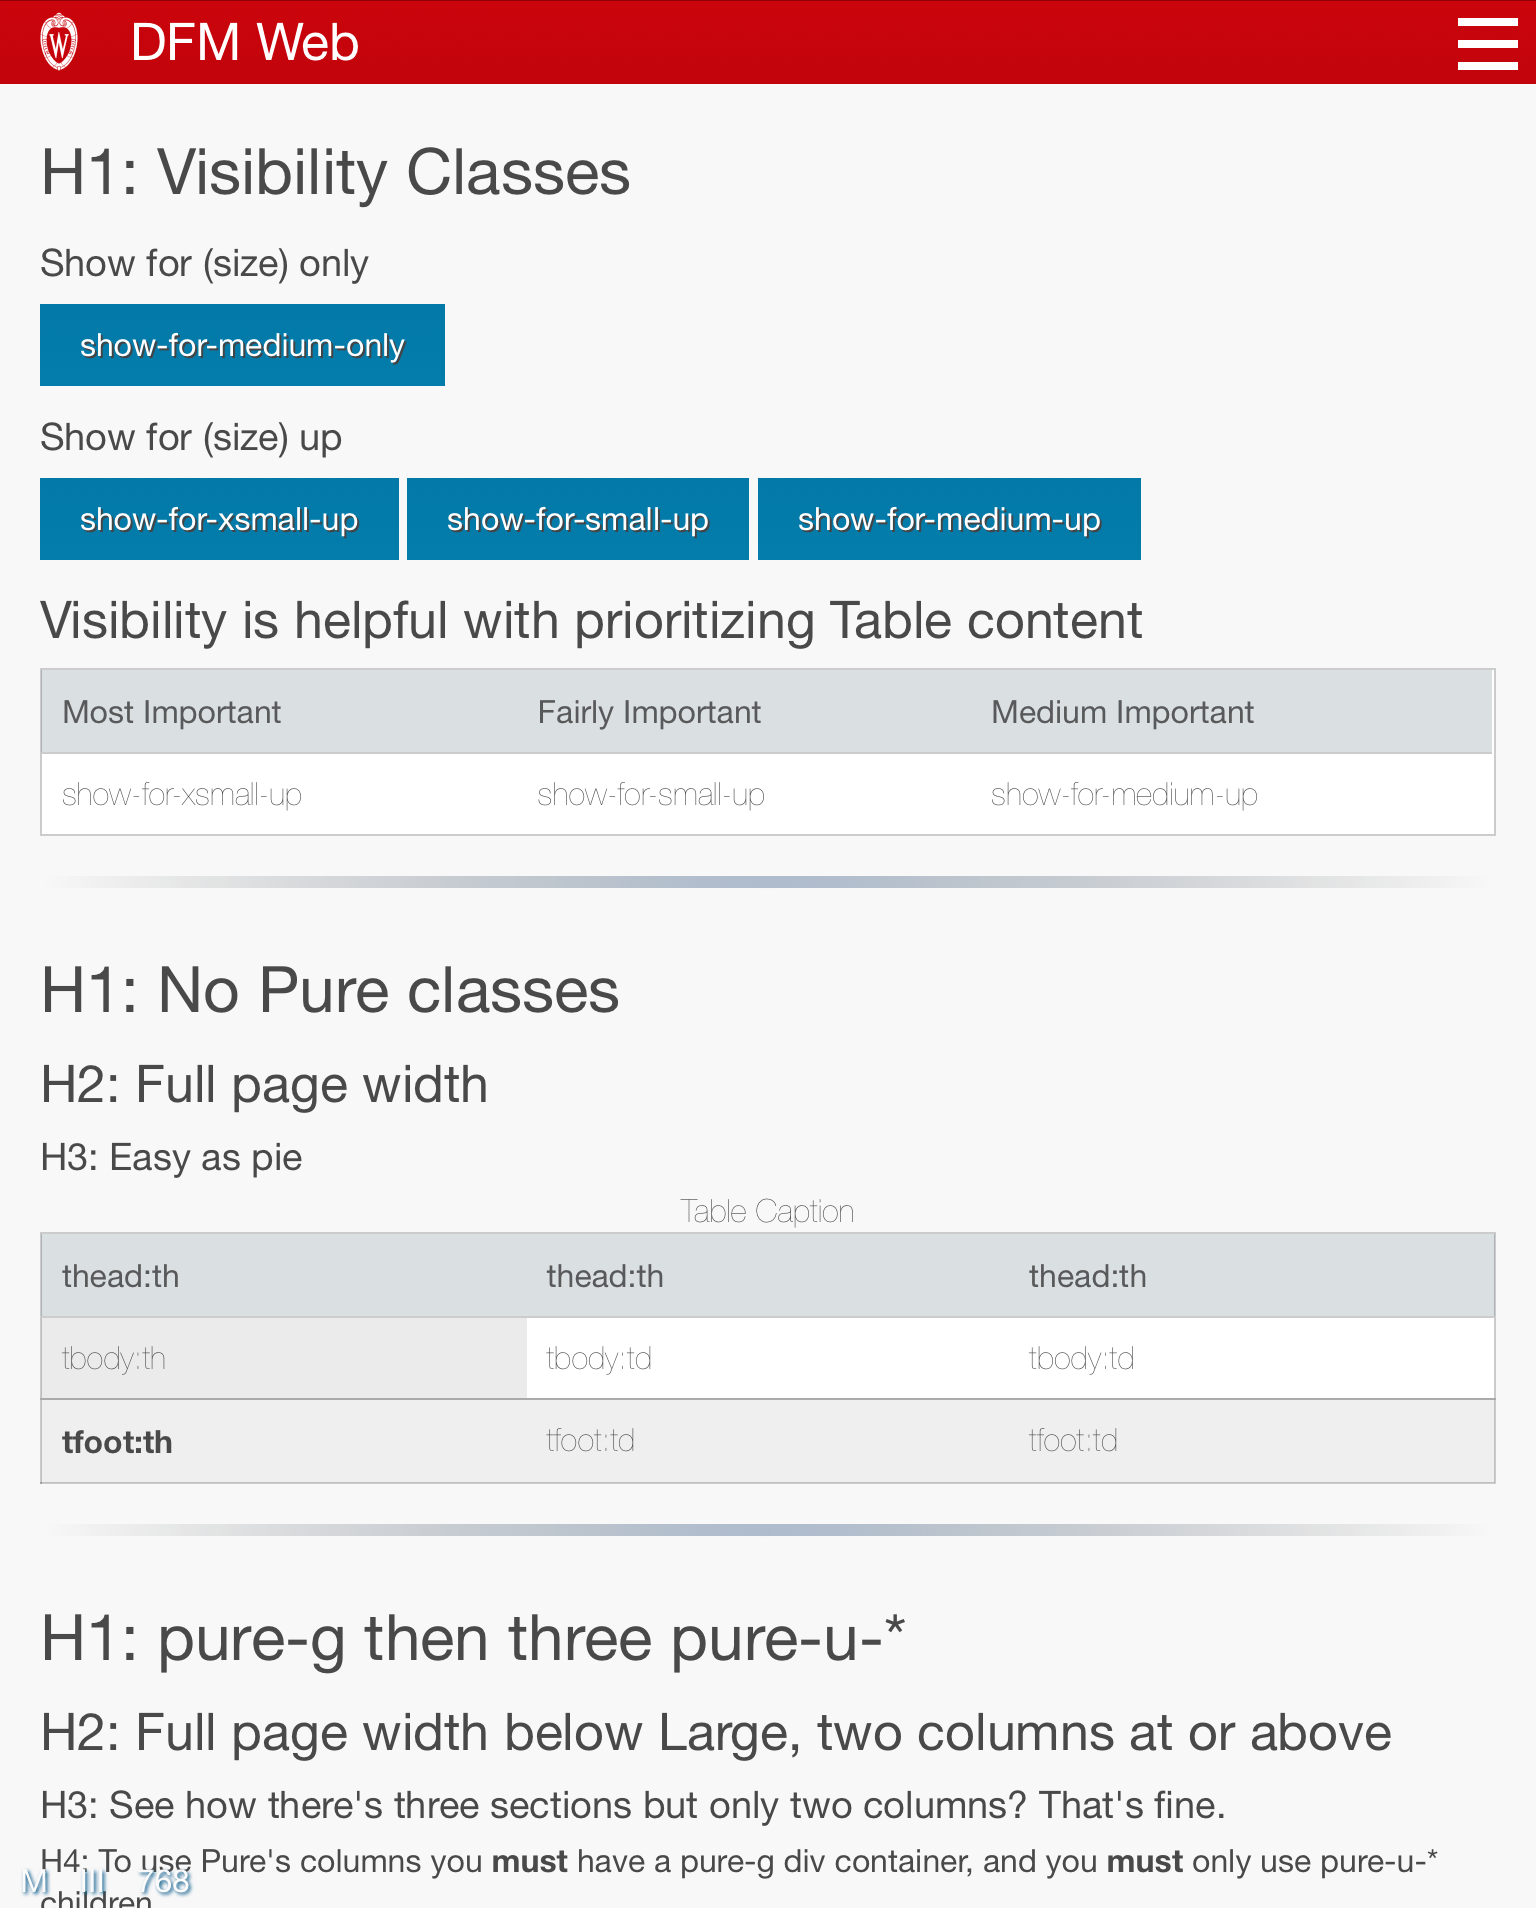 W DFM Web
H1: Visibility Classes
Show for (size) only
show-for-medium-only
Show for (size) up
show-for-xsmall-up show-for-small-up show-for-medium-up
Visibility is helpful with prioritizing Table content
Most Important Fairly Important Medium Important
show-for-xsmall-up show-for-small-up show-for-medium-up
H1: No Pure classes
H2: Full page width
H3: Easy as pie
Table Caption
thead:th thead:th thead:th
tbody:th tbody:td tbody:td
tfoot:th tfoot:td tfoot:td
H1: pure-g then three pure-u-*
H2: Full page width below Large, two columns at or above
H3: See how there's three sections but only two columns? That's fine.
H4: To use Pure's columns you must have a pure-g div container, and you must only use pure-u-*
M III 768
children